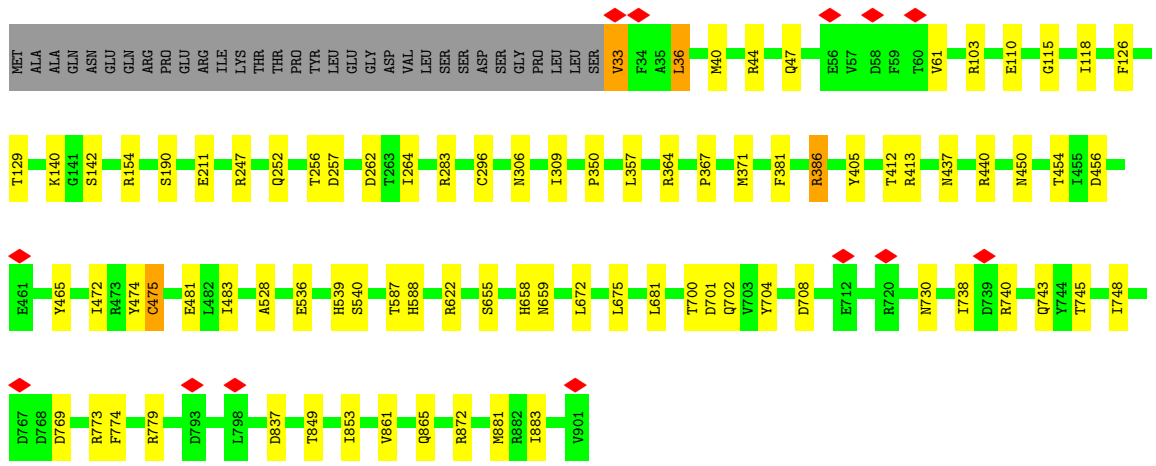 MET ALA ALA GLN ASN GLU GLU GLN ARG PRO GLU ARG ILE LYS THR THR PRO TYR LEU GLU GLY ASP VAL LEU SER SER ASP SER GLY PRO LEU LEU SER V33 F34 A35 L36 M40 R44 Q47 E56 V57 D58 F59 T60 V61 R103 E110 G115 I118 F126
T129 K140 G141 S142 R154 S190 E211 R247 Q252 T256 D257 D262 T263 I264 R283 C296 N306 I309 P350 L357 R364 P367 M371 F381 R386 Y405 T412 R413 N437 R440 N450 T454 I455 D456
E461 Y465 I472 R473 Y474 C475 E481 L482 I483 A528 E536 H539 S540 T587 H588 R622 S655 H658 N659 L672 L675 L681 T700 D701 Q702 V703 Y704 D708 E712 R720 N730 I738 D739 R740 Q743 Y744 T745 I748
D767 D768 D769 R773 F774 R779 D793 L798 D837 T849 I853 V861 Q865 R872 M881 R882 I883 V901